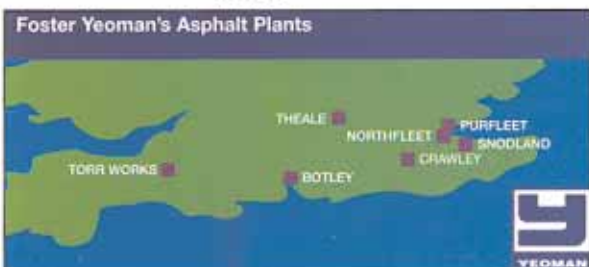 Foster Yeoman's Asphalt Plants
THEALE
PURFLEET
NORTHFLEET
SNODLAND
CRAWLEY
TORR WORKS
BOTLEY
YEOMAN